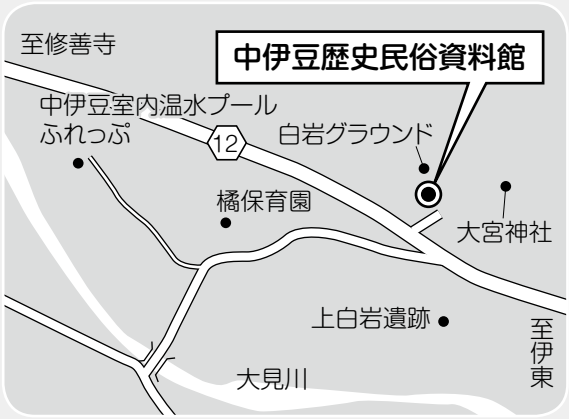 至修善寺
中伊豆歴史民俗資料館
中伊豆室内温水プール
ふれっぷ
12
白岩グラウンド
橘保育園
大宮神社
上白岩遺跡
至伊東
大見川